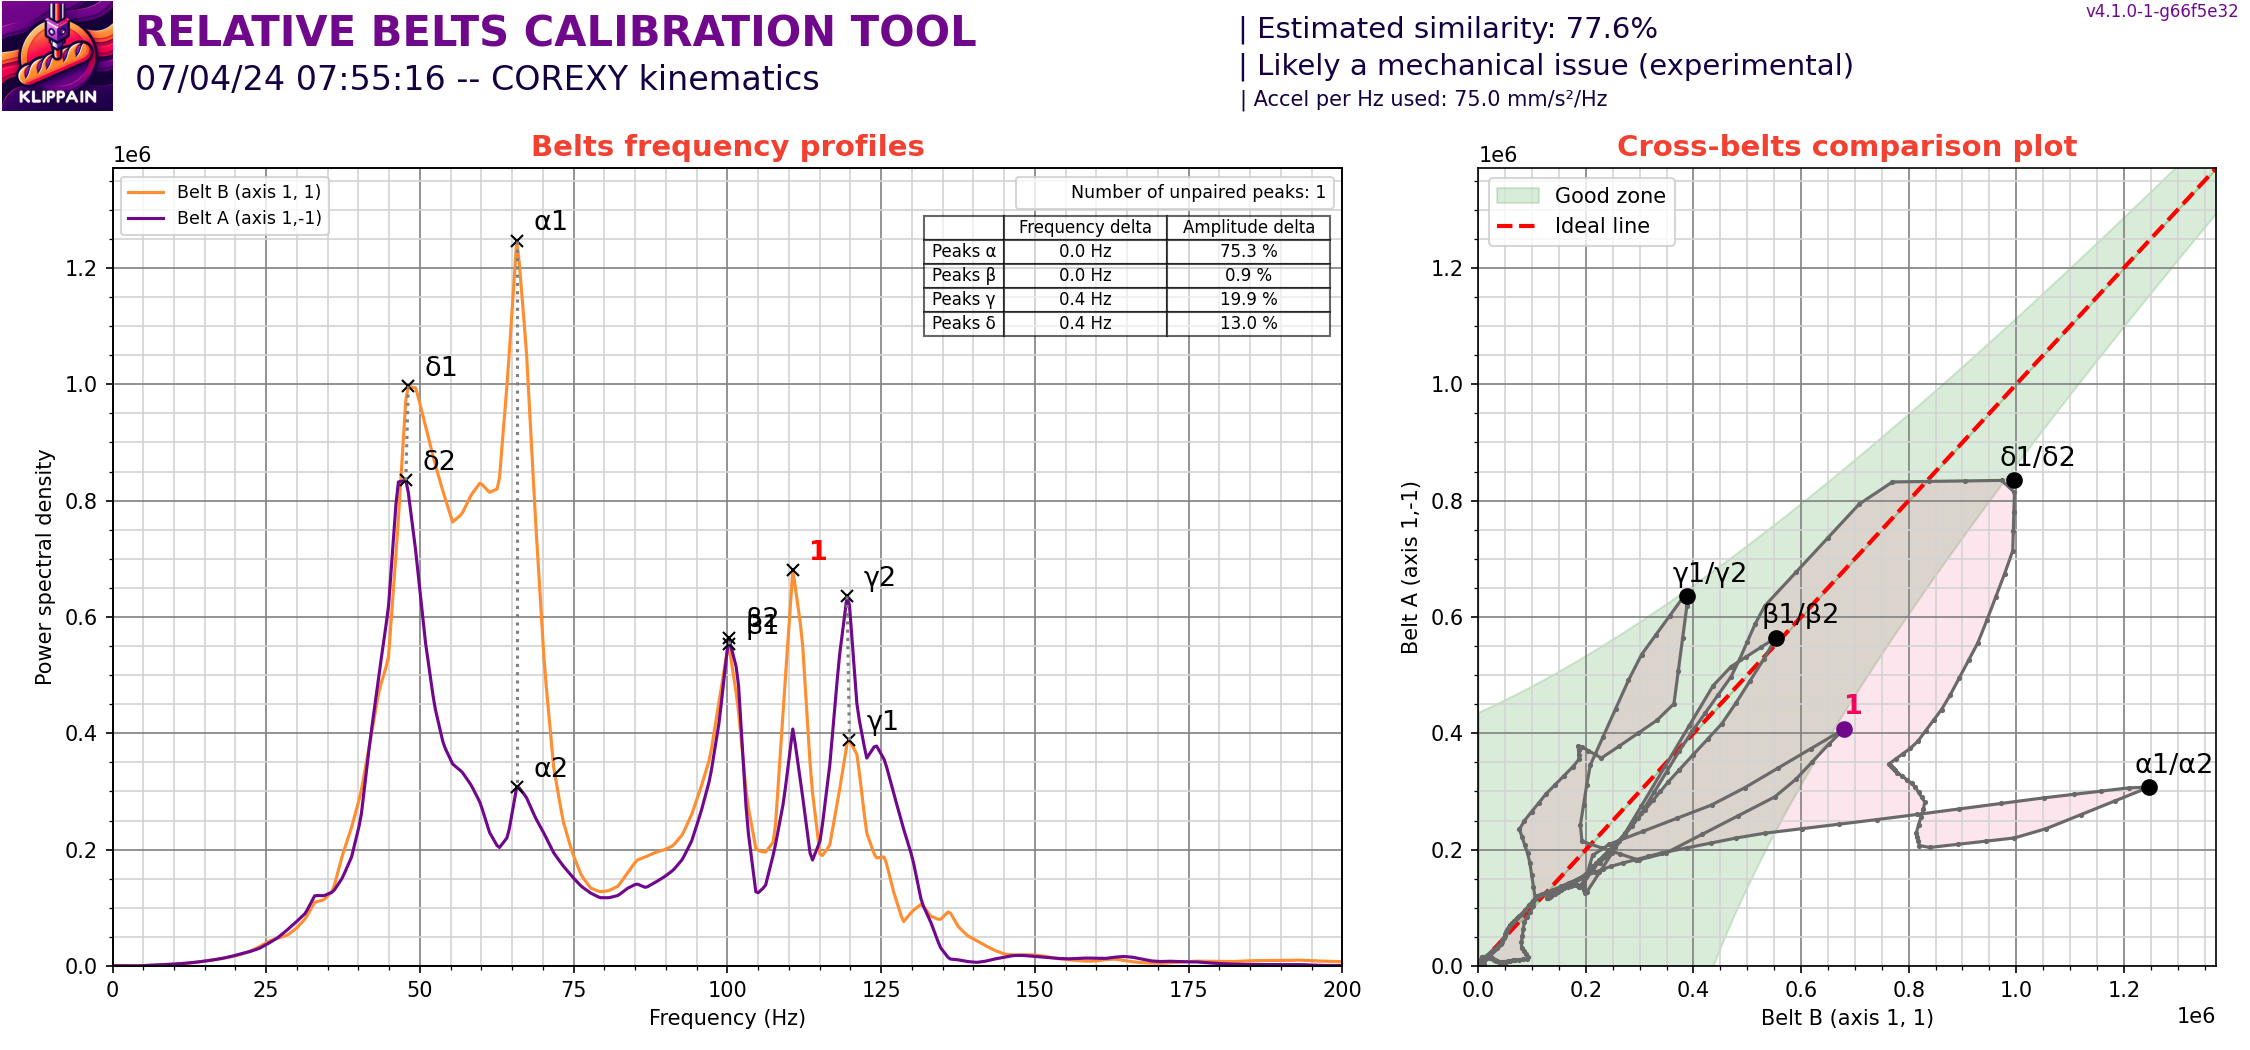 KLIPPAIN
RELATIVE BELTS CALIBRATION TOOL
07/04/24 07:55:16 -- COREXY kinematics
| Estimated similarity: 77.6%
| Likely a mechanical issue (experimental)
| Accel per Hz used: 75.0 mm/s²/Hz
v4.1.0-1-g66f5e32
Belts frequency profiles
1e6
Belt B (axis 1, 1)
Belt A (axis 1,-1)
Number of unpaired peaks: 1
Frequency delta Amplitude delta
Peaks α 0.0 Hz 75.3 %
Peaks β 0.0 Hz 0.9 %
Peaks γ 0.4 Hz 19.9 %
Peaks δ 0.4 Hz 13.0 %
α1
δ1
δ2
1
γ2
β2
β1
γ1
α2
1.2
1.0
0.8
0.6
0.4
0.2
0.0
Power spectral density
0 25 50 75 100 125 150 175 200
Frequency (Hz)
Cross-belts comparison plot
1e6
Good zone
Ideal line
δ1/δ2
γ1/γ2
β1/β2
1
α1/α2
1.2
1.0
0.8
0.6
0.4
0.2
0.0
Belt A (axis 1,-1)
0.0 0.2 0.4 0.6 0.8 1.0 1.2
Belt B (axis 1, 1)
1e6